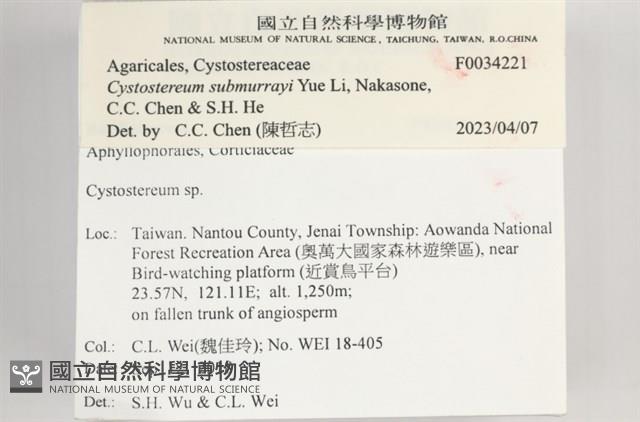 國立自然科學博物館
NATIONAL MUSEUM OF NATURAL SCIENCE, TAICHUNG, TAIWAN, R.O.CHINA
Agaricales, Cystostereaceae F0034221
Cystostereum submurrayi Yue Li, Nakasone,
C.C. Chen & S.H. He
Det. by C.C. Chen (陳哲志) 2023/04/07
Aphyllophorales, Corticiaceae
Cystostereum sp.
Loc.: Taiwan. Nantou County, Jenai Township: Aowanda National
Forest Recreation Area (奧萬大國家森林遊樂區), near
Bird-watching platform (近賞鳥平台)
23.57N, 121.11E; alt. 1,250m;
on fallen trunk of angiosperm
Col.: C.L. Wei(魏佳玲); No. WEI 18-405
國立自然科學博物館
NATIONAL MUSEUM OF NATURAL SCIENCE
Det.: S.H. Wu & C.L. Wei